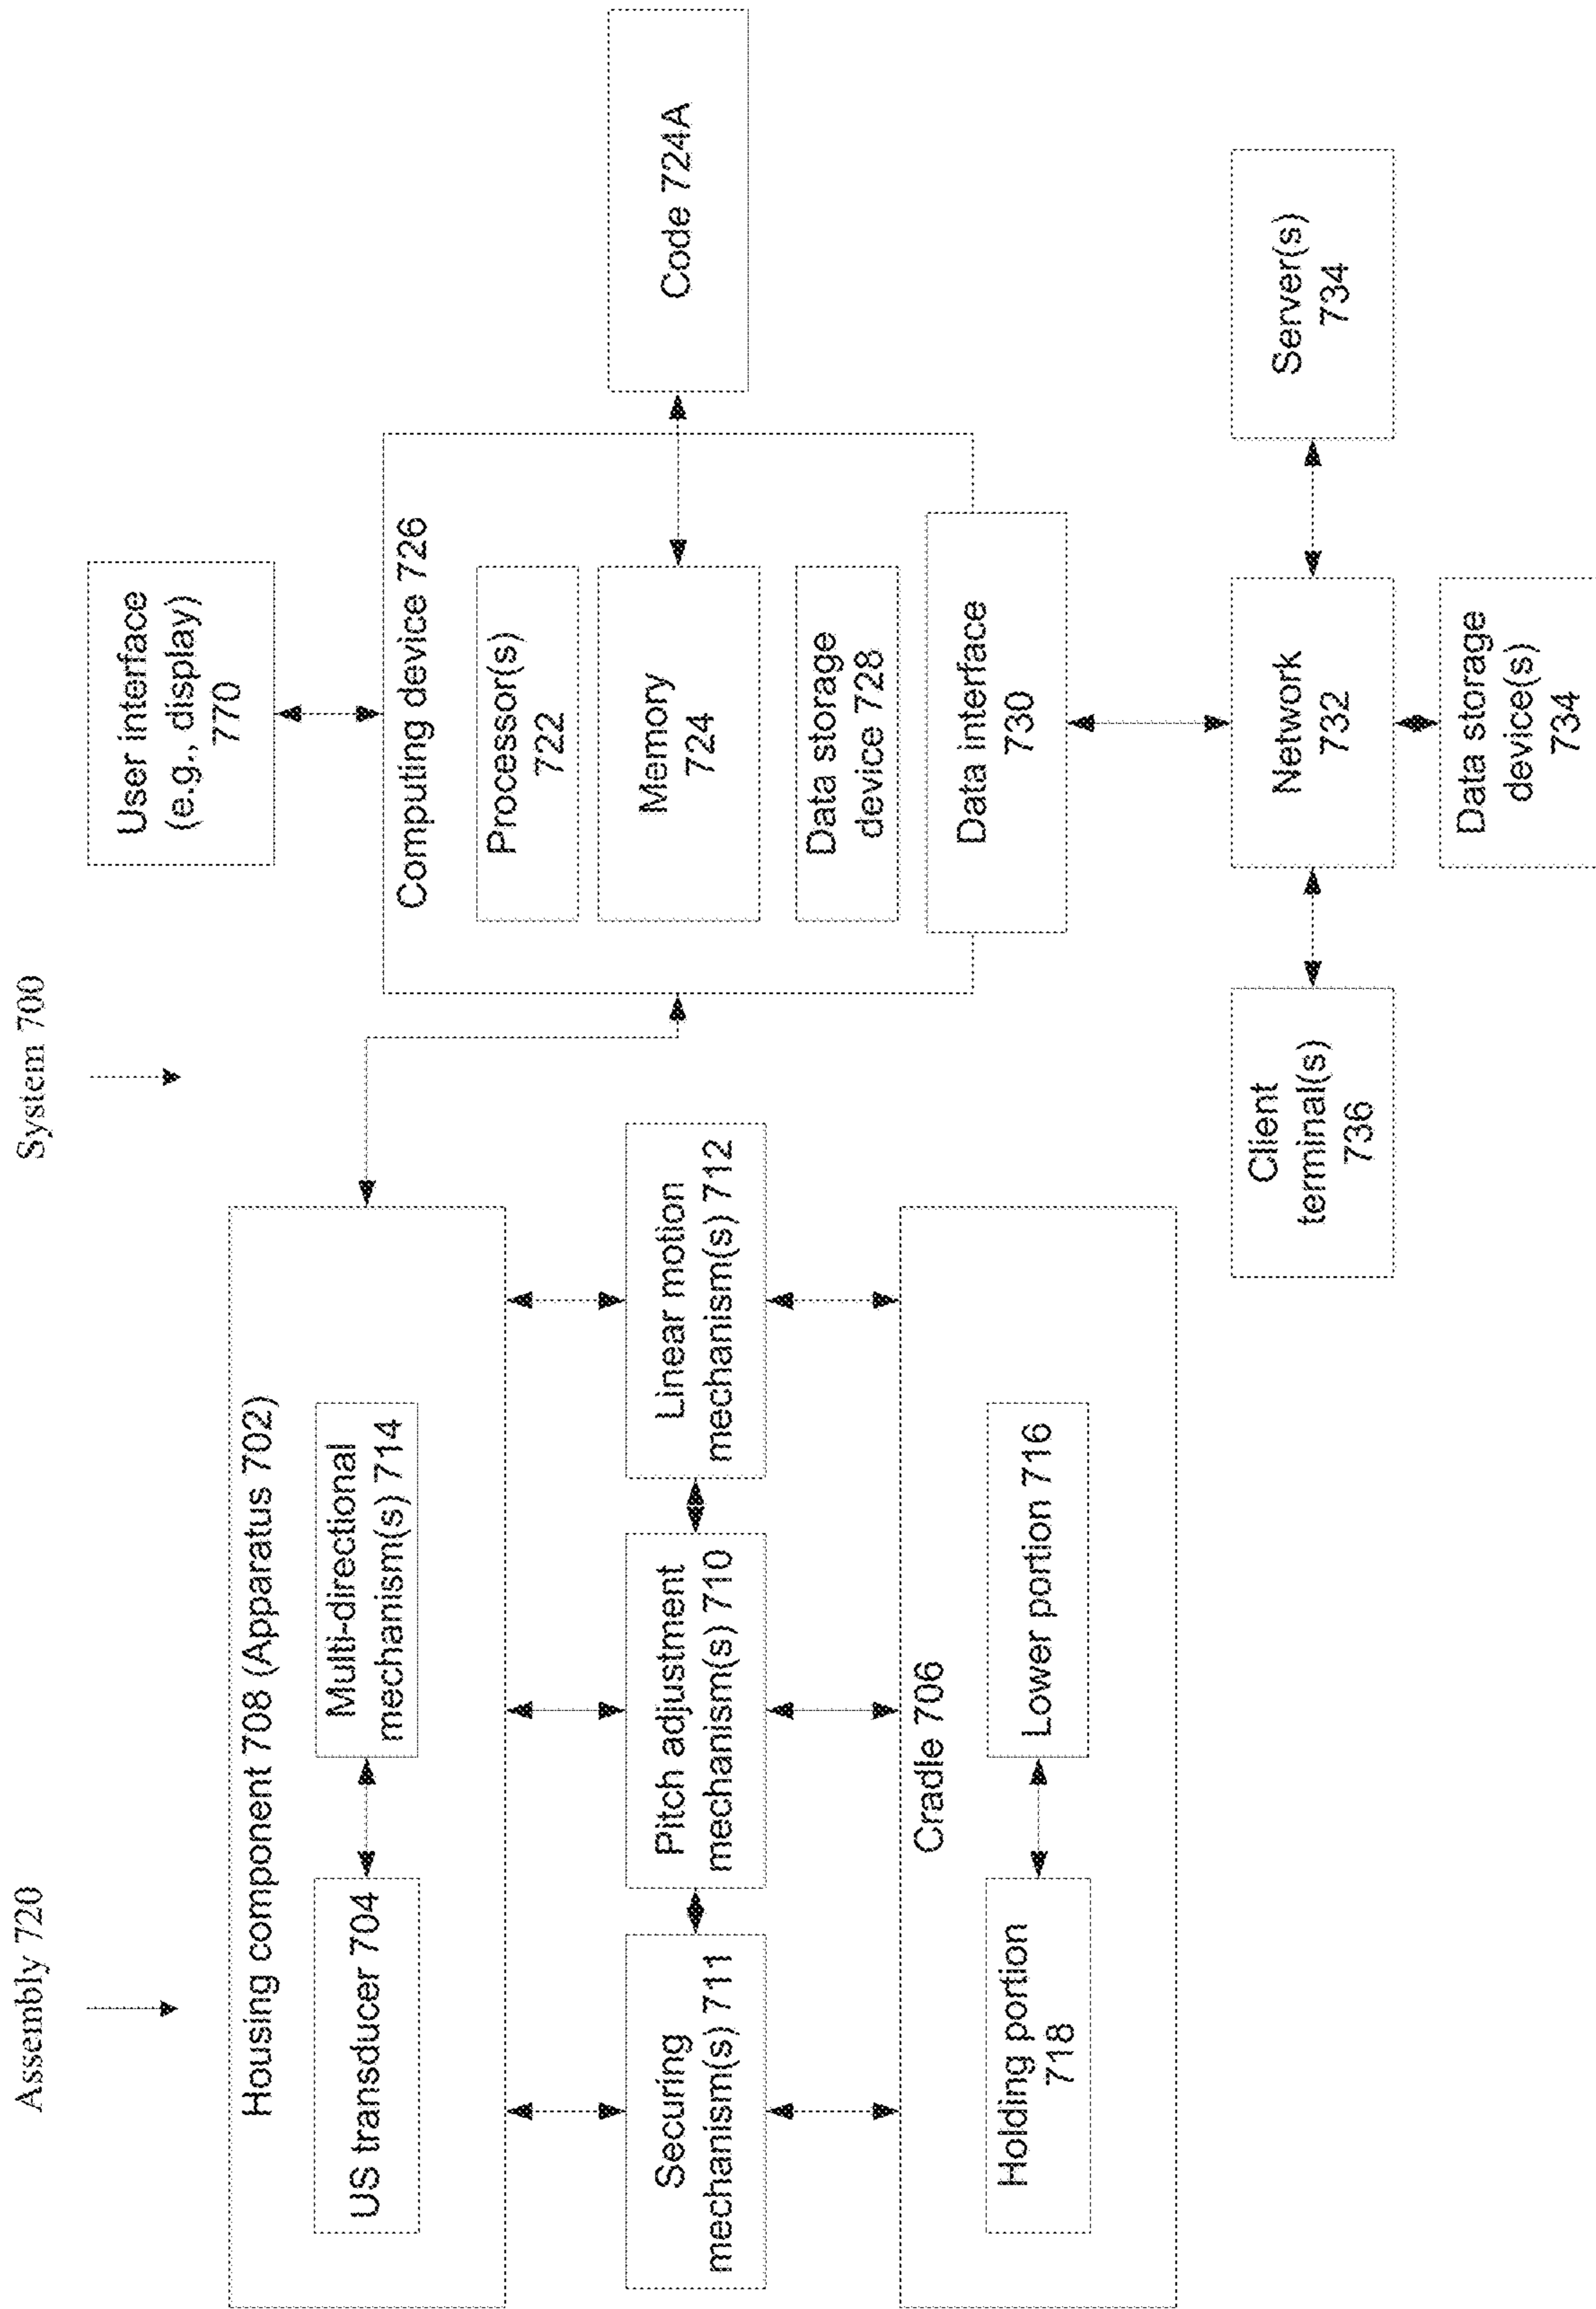 Assembly 720
System 700
Housing component 708 (Apparatus 702)
US transducer 704
Multi-directional
mechanism(s) 714
Securing
mechanism(s) 711
Pitch adjustment
mechanism(s) 710
Linear motion
mechanism(s) 712
Cradle 706
Holding portion
718
Lower portion 716
User interface
(e.g., display)
770
Computing device 726
Processor(s)
722
Memory
724
Data storage
device 728
Data interface
730
Code 724A
Client
terminal(s)
736
Network
732
Server(s)
734
Data storage
device(s)
734